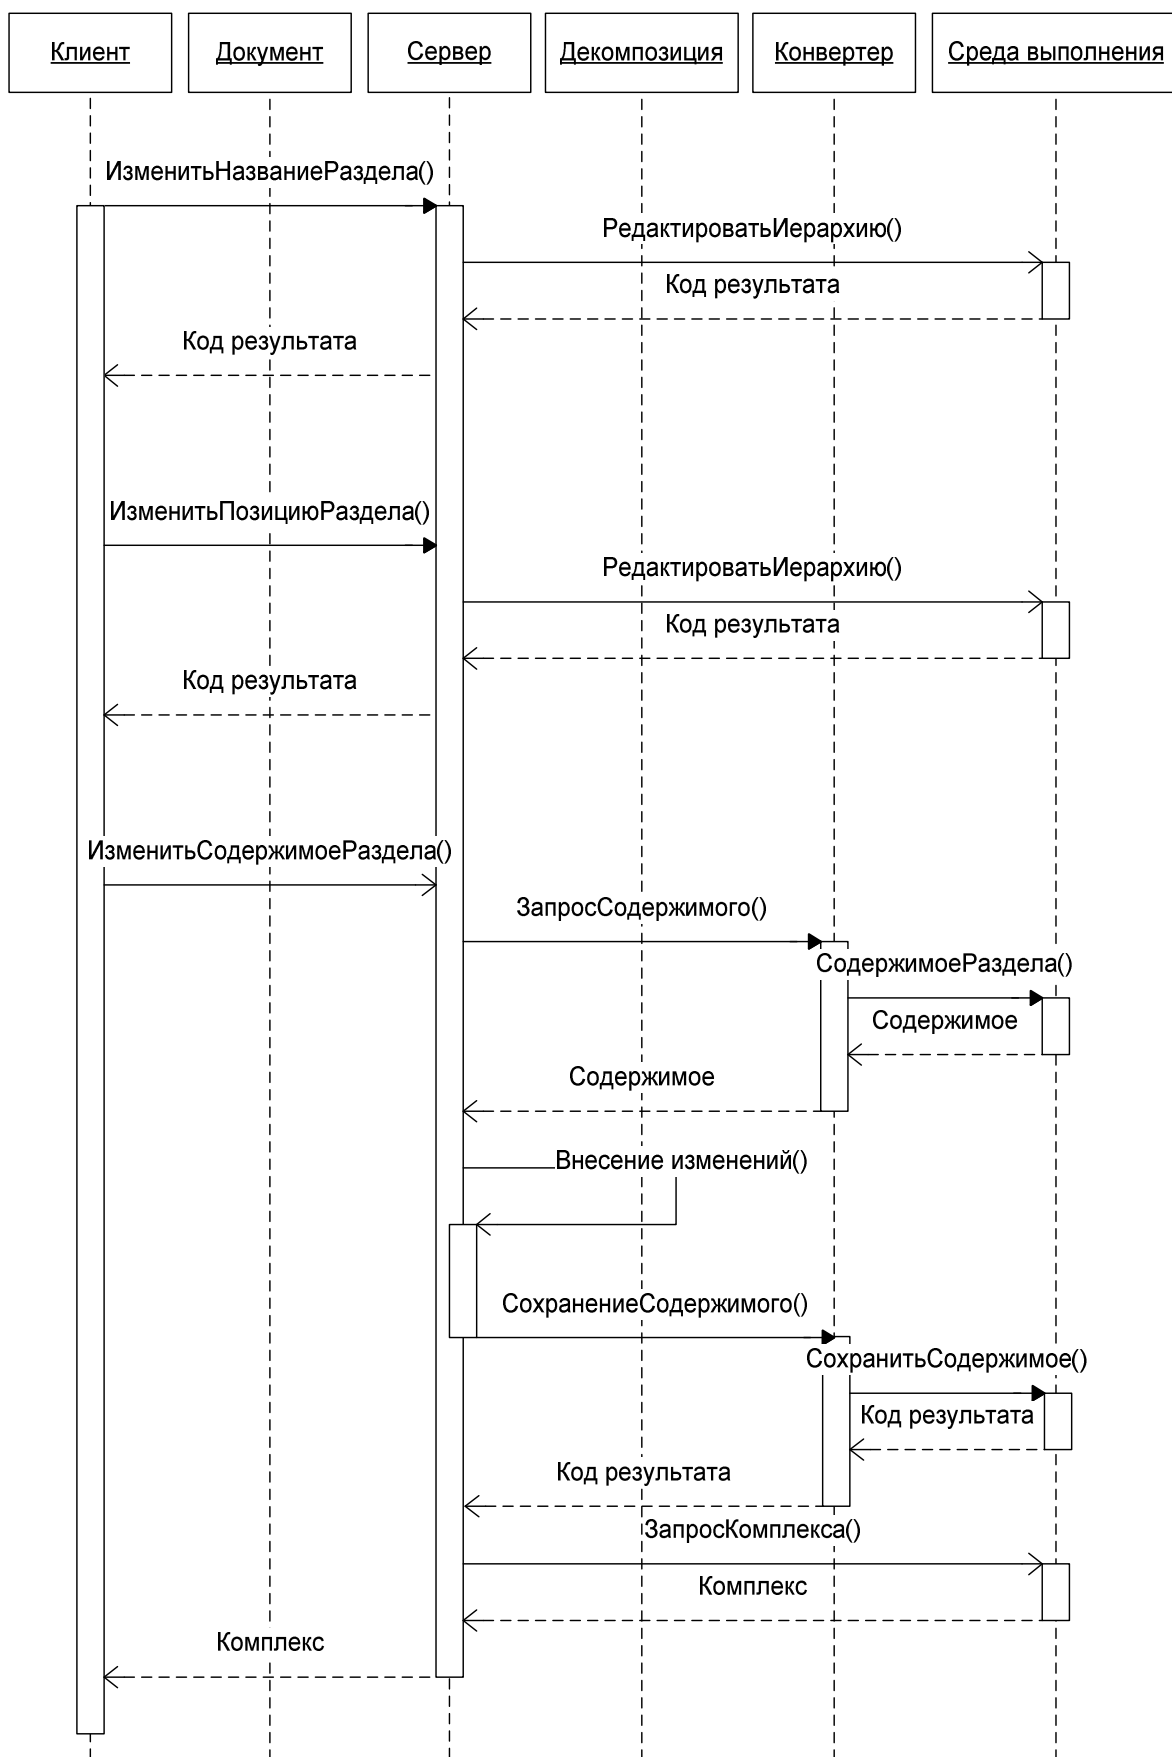 Клиент
Документ
Сервер
Декомпозиция
Конвертер
Среда выполнения
ИзменитьНазваниеРаздела()
РедактироватьИерархию()
Код результата
Код результата
ИзменитьПозициюРаздела()
РедактироватьИерархию()
Код результата
Код результата
ИзменитьСодержимоеРаздела()
ЗапросСодержимого()
СодержимоеРаздела()
Содержимое
Содержимое
Внесение изменений()
СохранениеСодержимого()
СохранитьСодержимое()
Код результата
Код результата
ЗапросКомплекса()
Комплекс
Комплекс